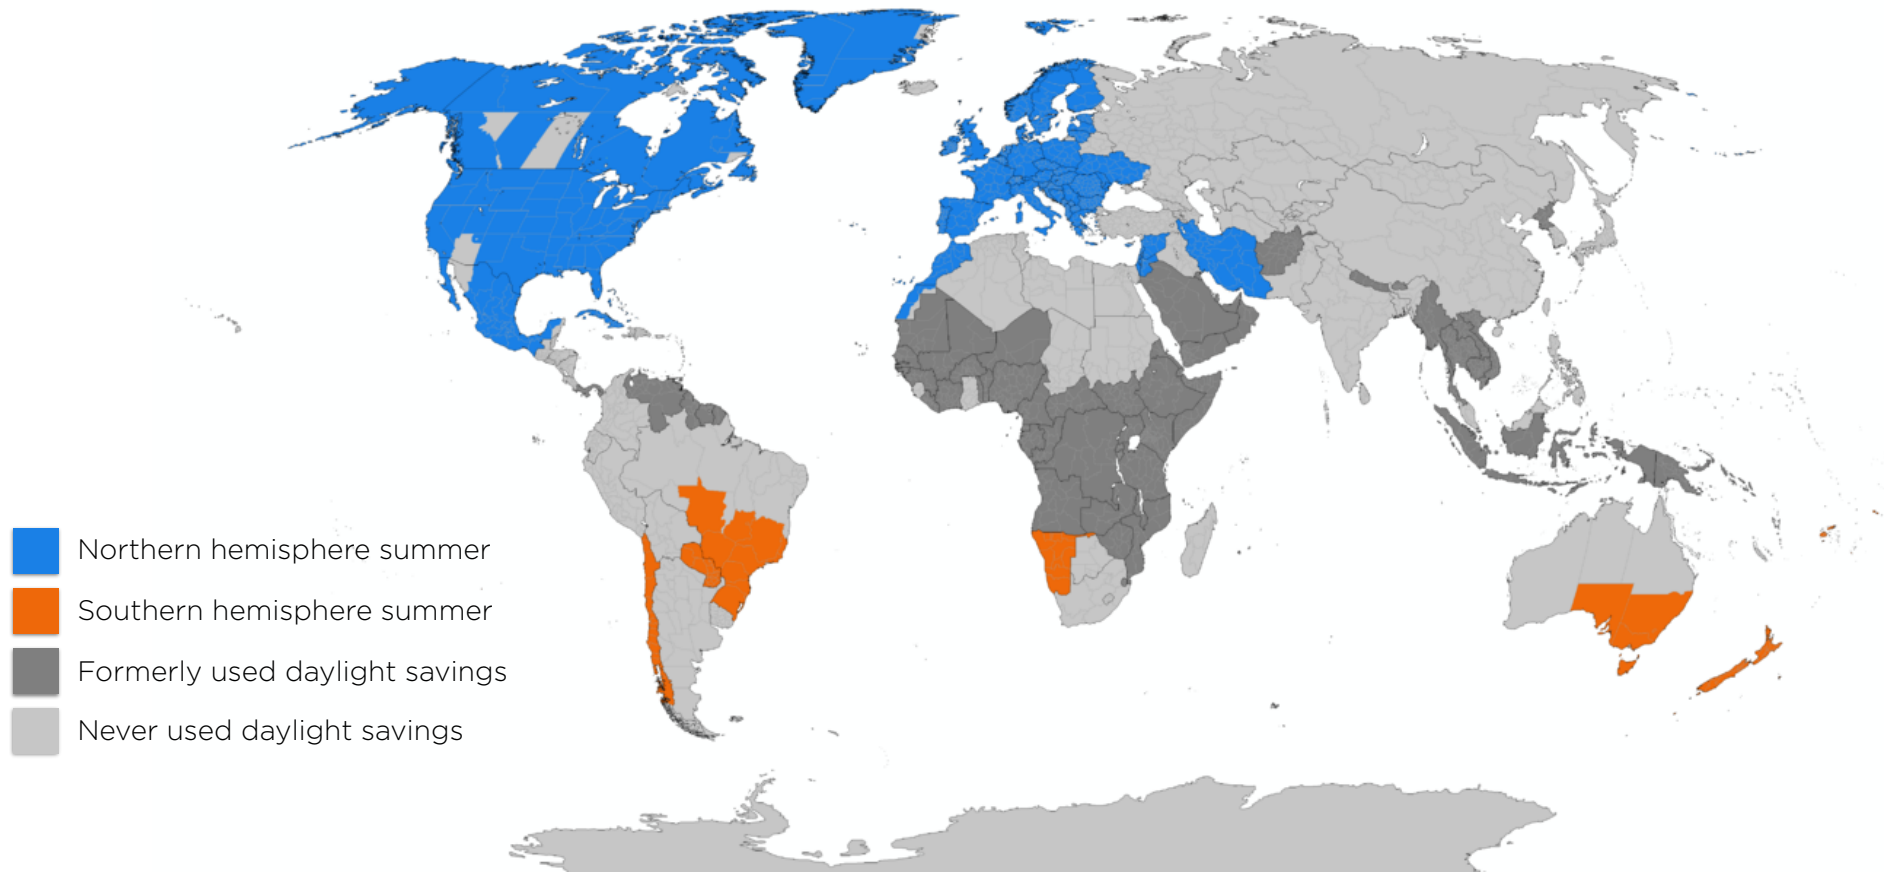 Northern hemisphere summer
Southern hemisphere summer
Formerly used daylight savings
Never used daylight savings